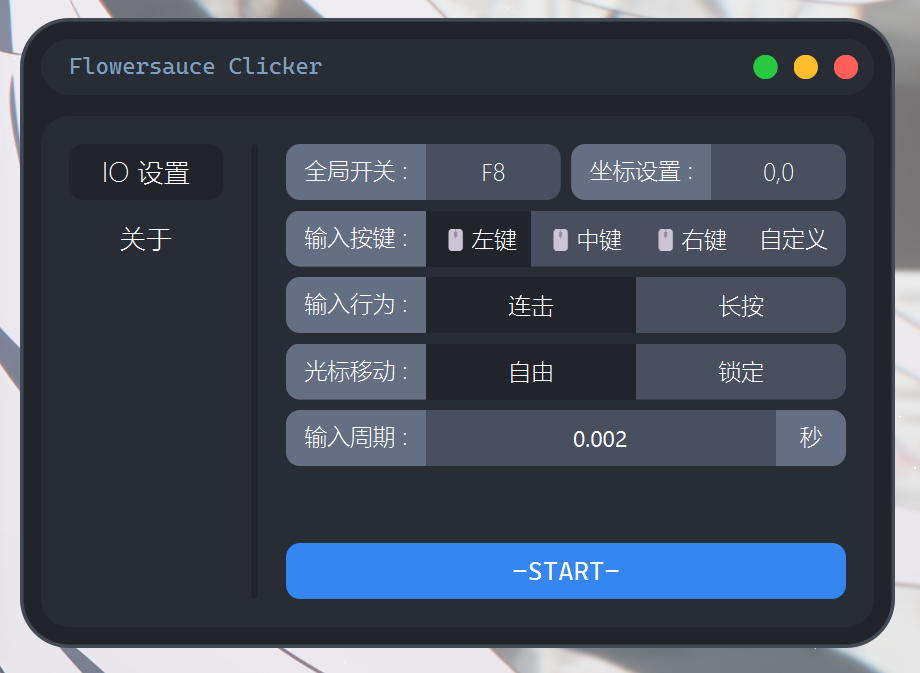 Flowersauce Clicker
IO 设置
关于
全局开关 : F8 坐标设置 : 0,0
输入按键 : 左键 中键 右键 自定义
输入行为 : 连击 长按
光标移动 : 自由 锁定
输入周期 : 0.002 秒
-START-